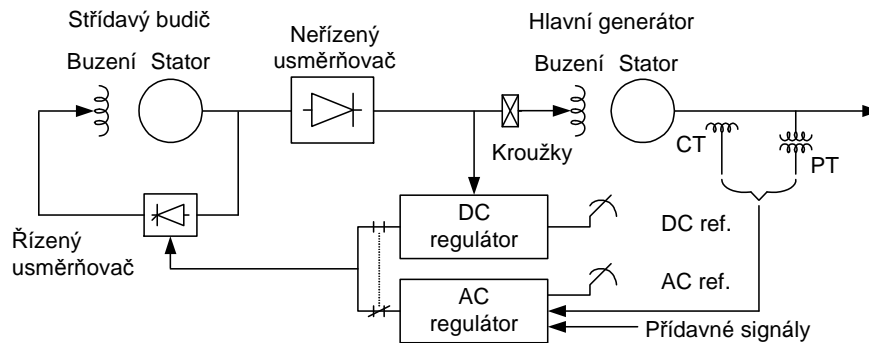 Střídavý budič
Buzení Stator
Neřízený
usměrňovač
Hlavní generátor
Buzení Stator
Kroužky
CT
PT
Řízený
usměrňovač
DC
regulátor
DC ref.
AC
regulátor
AC ref.
Přídavné signály